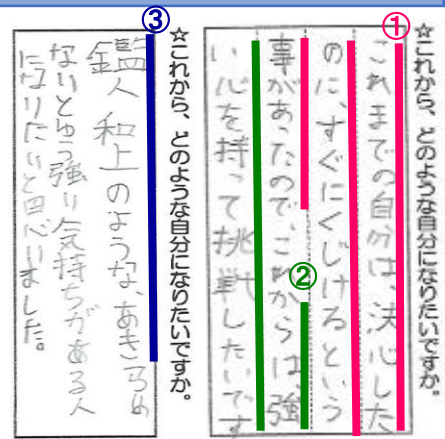 ①
☆これから、どのような自分になりたいですか。
これまでの自分は、決心した
のに、すぐにくじけるという
事があったので、これからは、強
い心を持って挑戦したいです
②
③
☆これから、どのような自分になりたいですか。
鑑人和上のようなあきらめ
ないとゆう強い気持ちがある人
になりたいと思いました。